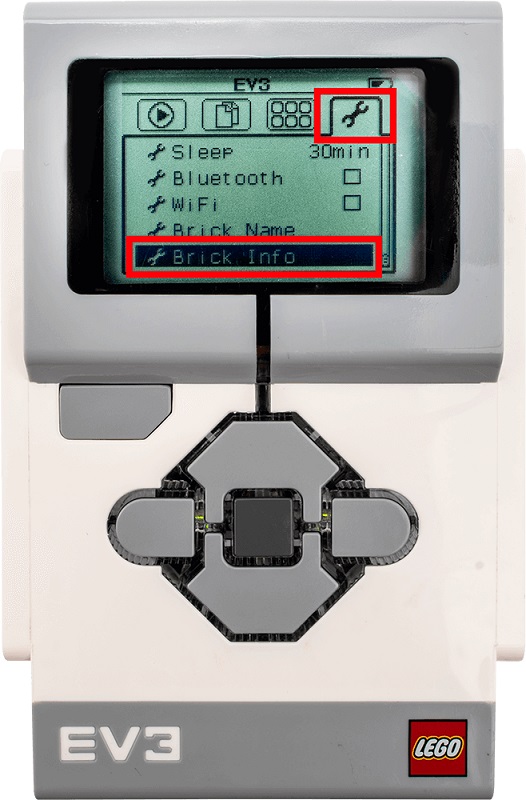 EV3
Sleep 30min
Bluetooth
WiFi
Brick Name
Brick Info
EV3
LEGO